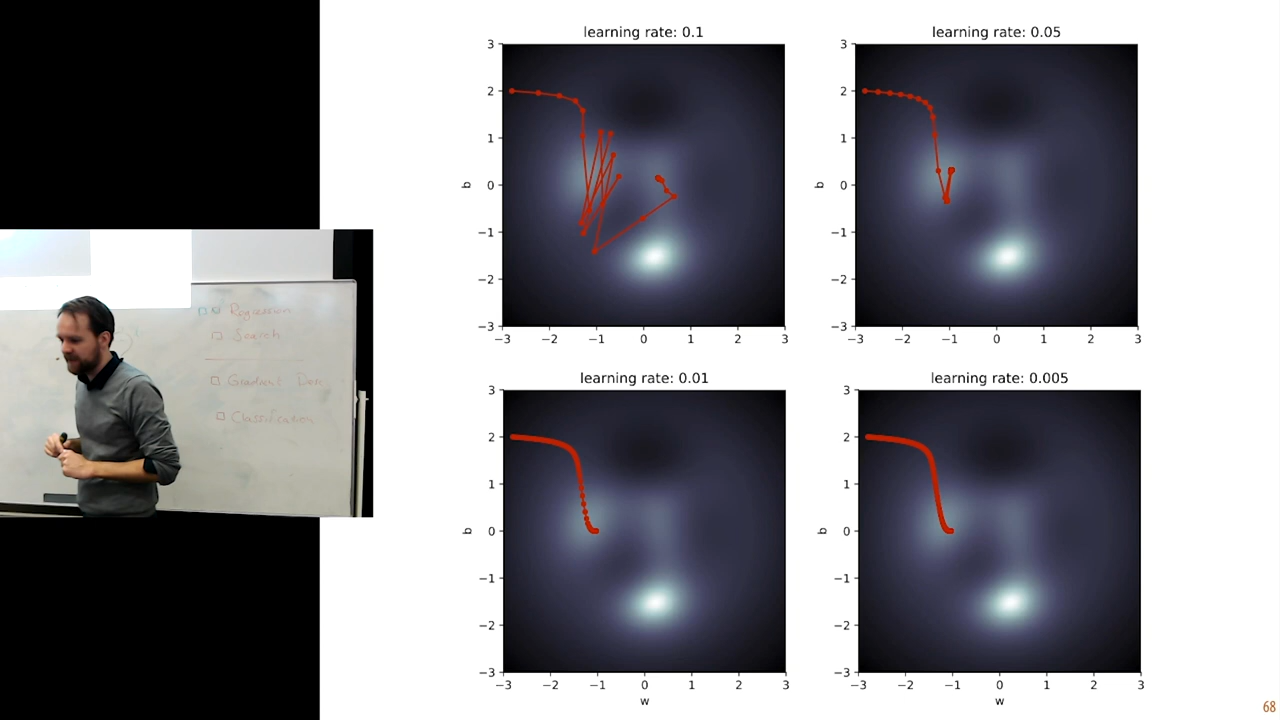 learning rate: 0.1
3
2
1
0
−1
−2
−3
b
−3 −2 −1 0 1 2 3
learning rate: 0.05
3
2
1
0
−1
−2
−3
b
−3 −2 −1 0 1 2 3
Regression
Search
Gradient Desc
Classification
learning rate: 0.01
3
2
1
0
−1
−2
−3
b
−3 −2 −1 0 1 2 3
w
learning rate: 0.005
3
2
1
0
−1
−2
−3
b
−3 −2 −1 0 1 2 3
w
68